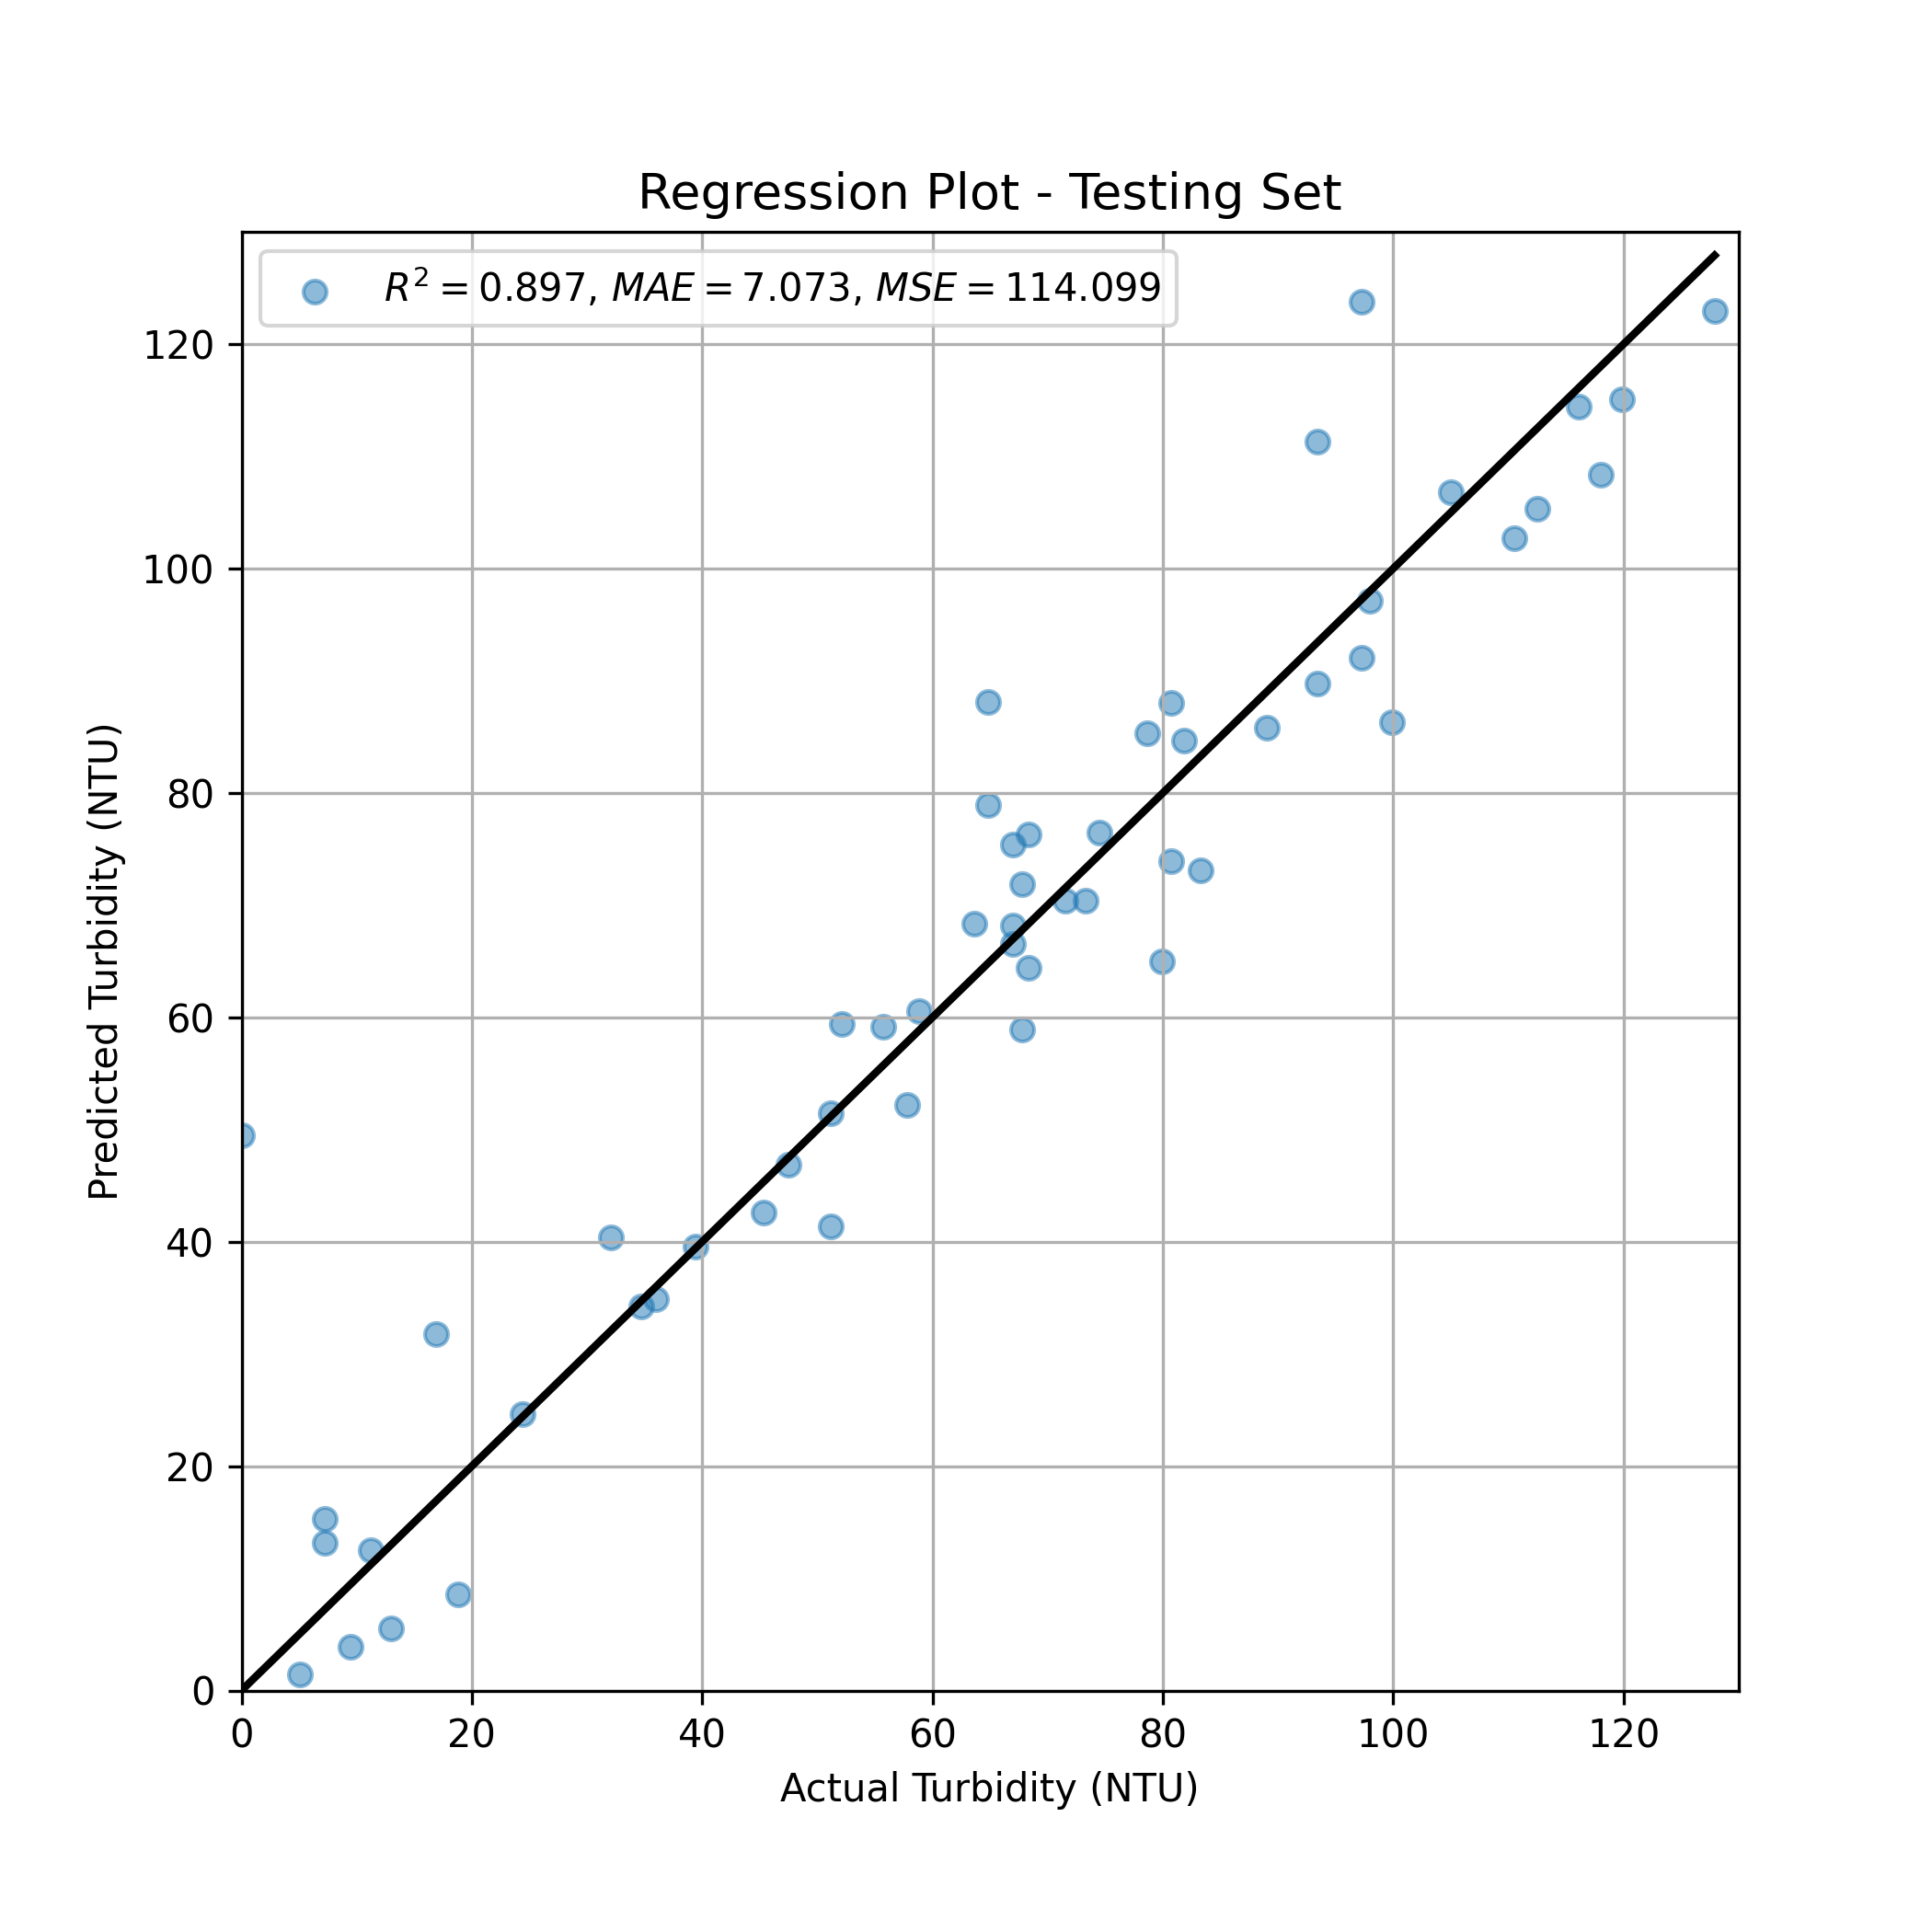 Regression Plot - Testing Set
R² = 0.897, MAE = 7.073, MSE = 114.099
120
100
80
60
40
20
0
Predicted Turbidity (NTU)
0 20 40 60 80 100 120
Actual Turbidity (NTU)